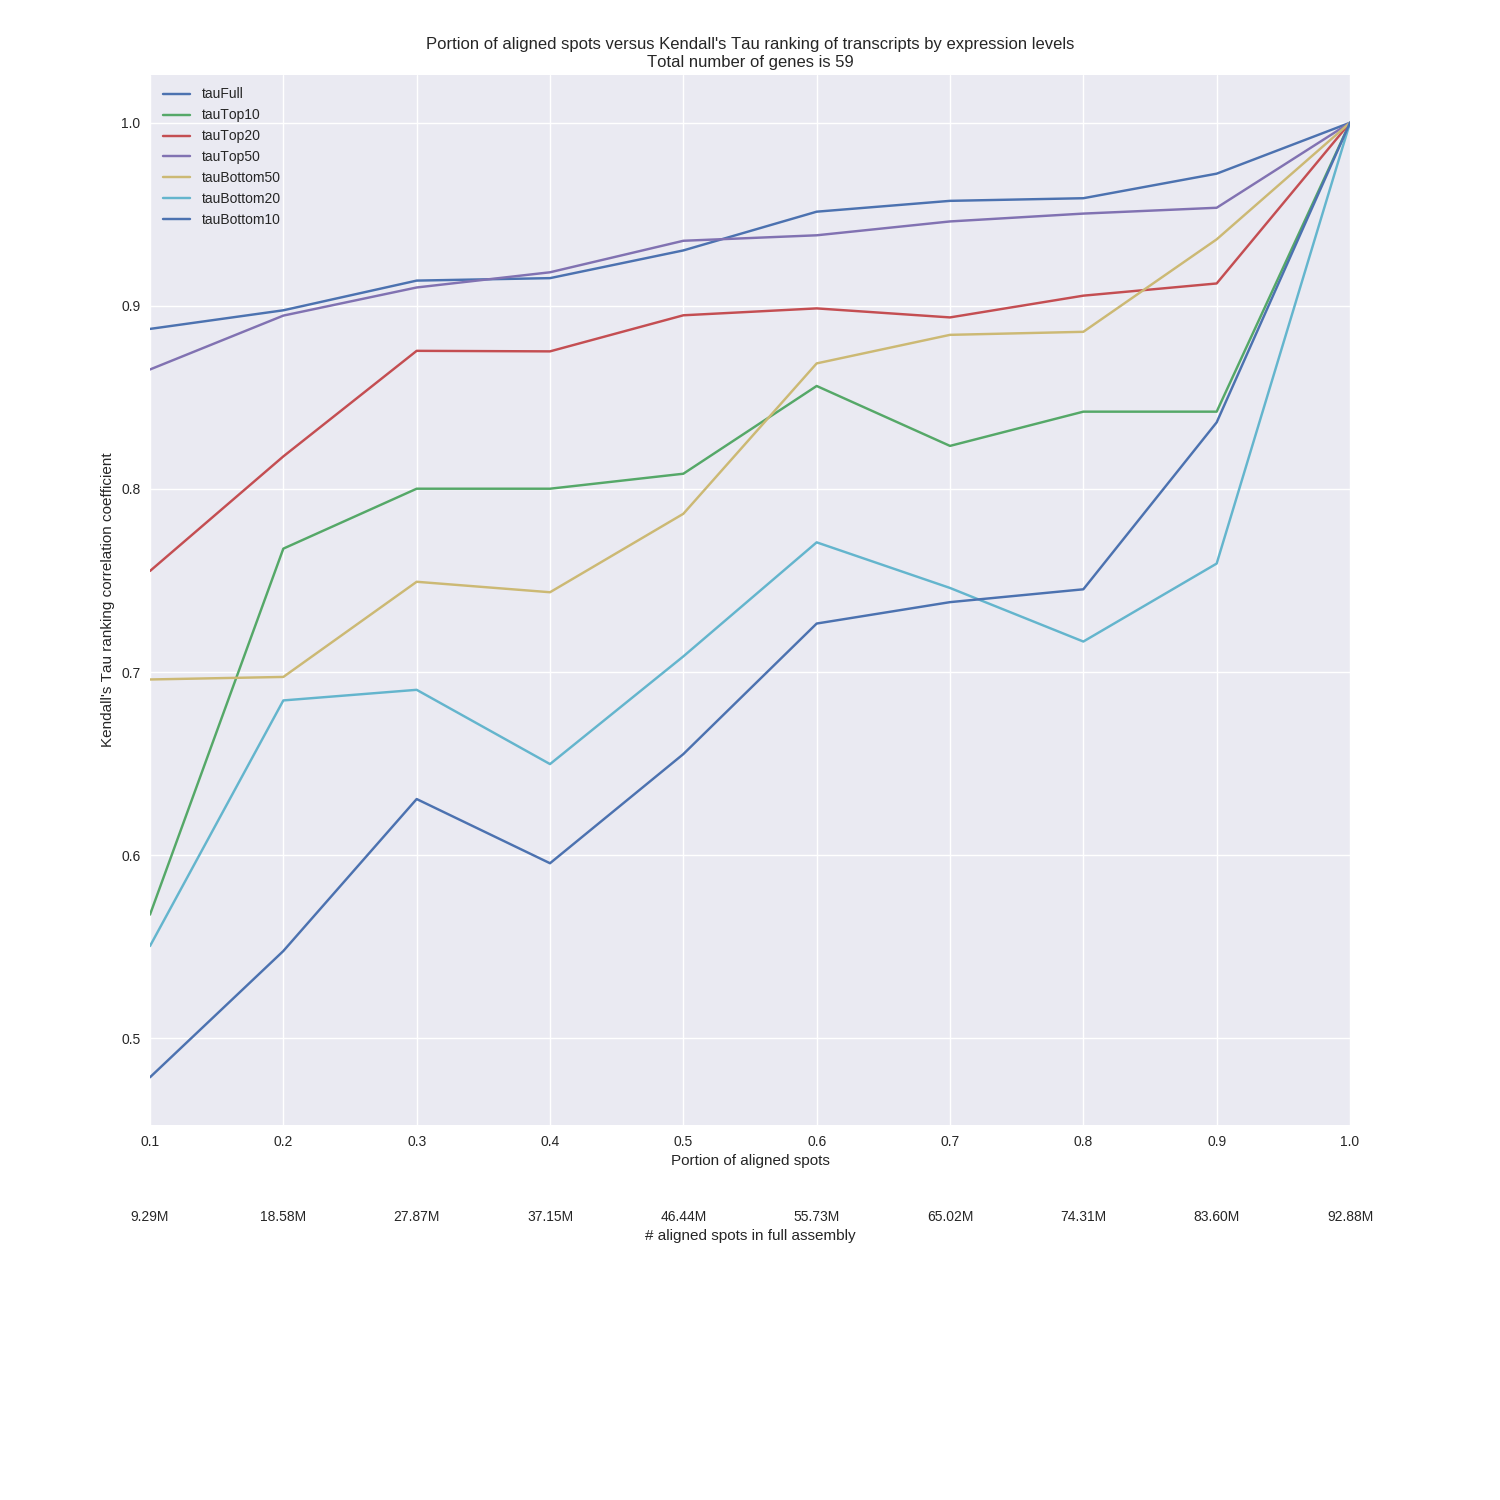 Portion of aligned spots versus Kendall's Tau ranking of transcripts by expression levels
Total number of genes is 59
tauFull
tauTop10
tauTop20
tauTop50
tauBottom50
tauBottom20
tauBottom10
1.0
0.9
0.8
0.7
0.6
0.5
Kendall's Tau ranking correlation coefficient
0.1 0.2 0.3 0.4 0.5 0.6 0.7 0.8 0.9 1.0
Portion of aligned spots
9.29M 18.58M 27.87M 37.15M 46.44M 55.73M 65.02M 74.31M 83.60M 92.88M
# aligned spots in full assembly